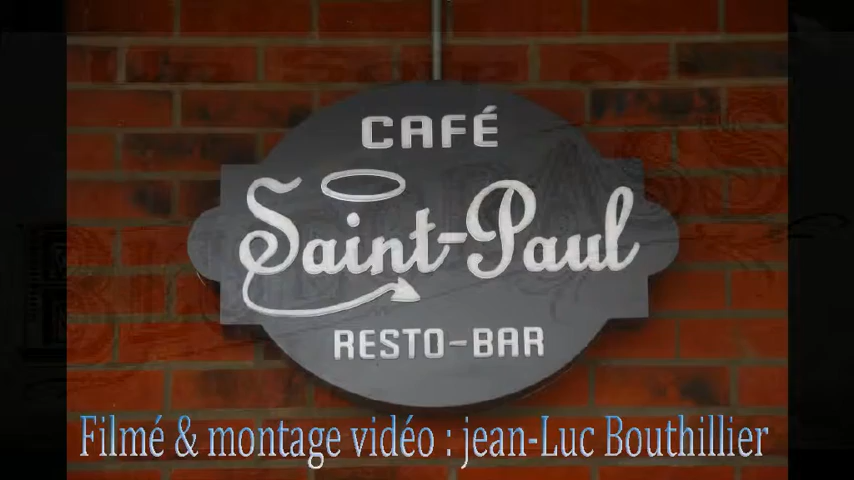 CAFÉ
Saint-Paul
RESTO-BAR
Filmé & montage vidéo : jean-Luc Bouthillier